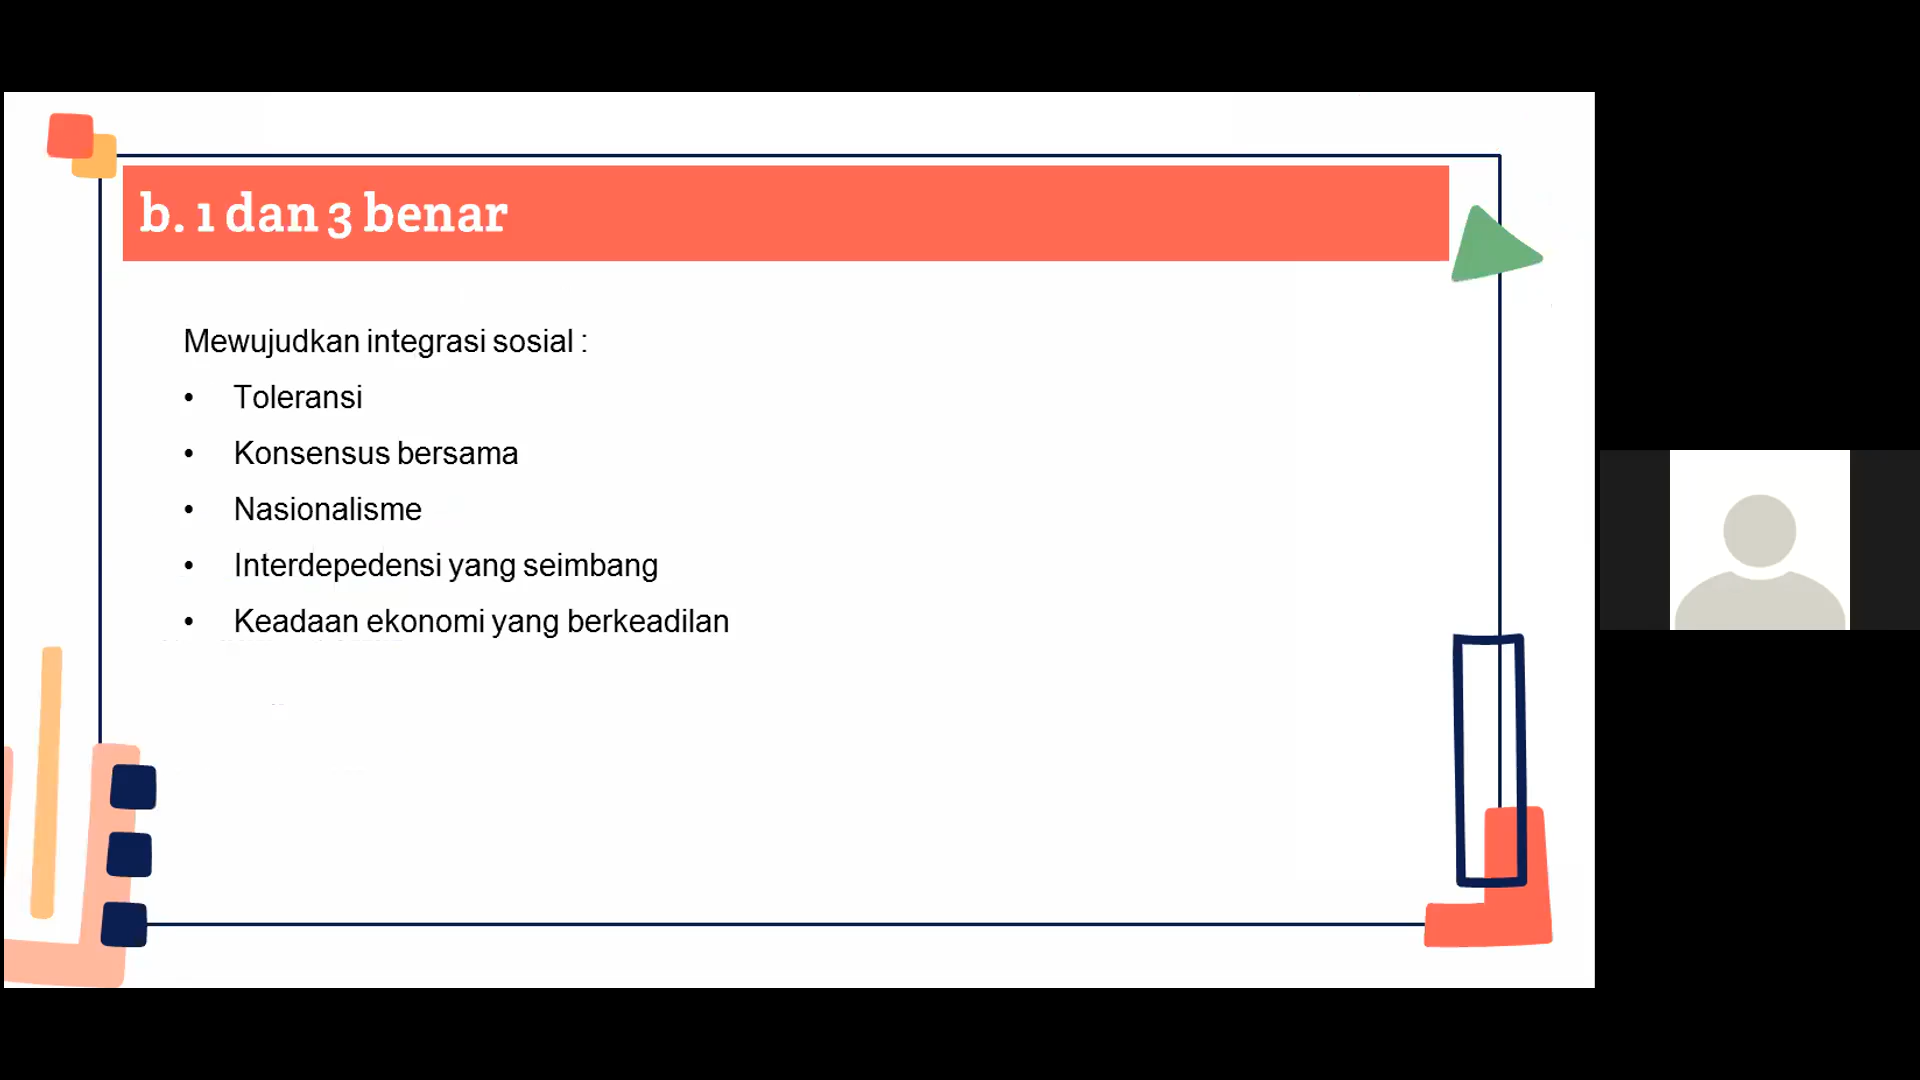 b. 1 dan 3 benar
Mewujudkan integrasi sosial :
• Toleransi
• Konsensus bersama
• Nasionalisme
• Interdepedensi yang seimbang
• Keadaan ekonomi yang berkeadilan